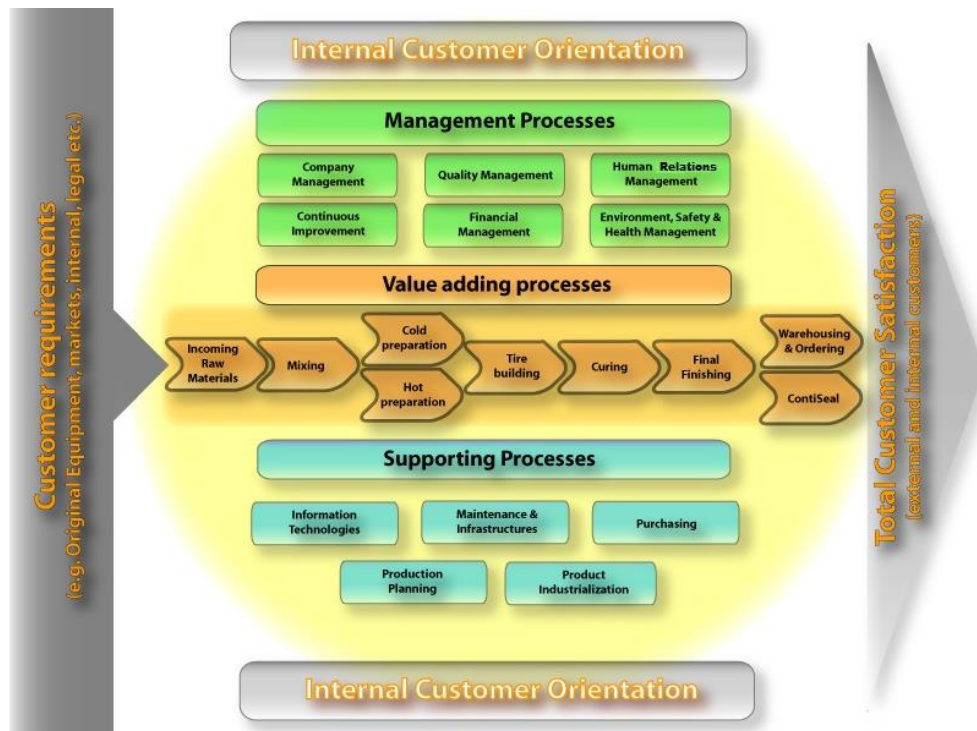 Internal Customer Orientation
Customer requirements
(e.g. Original Equipment, markets, internal, legal etc.)
Management Processes
Company
Management
Quality Management
Human Relations
Management
Continuous
Improvement
Financial
Management
Environment, Safety &
Health Management
Value adding processes
Incoming
Raw
Materials
Mixing
Cold
preparation
Hot
preparation
Tire
building
Curing
Final
Finishing
Warehousing
& Ordering
ContiSeal
Supporting Processes
Information
Technologies
Maintenance &
Infrastructures
Purchasing
Production
Planning
Product
Industrialization
Total Customer Satisfaction
(external and internal customers)
Internal Customer Orientation